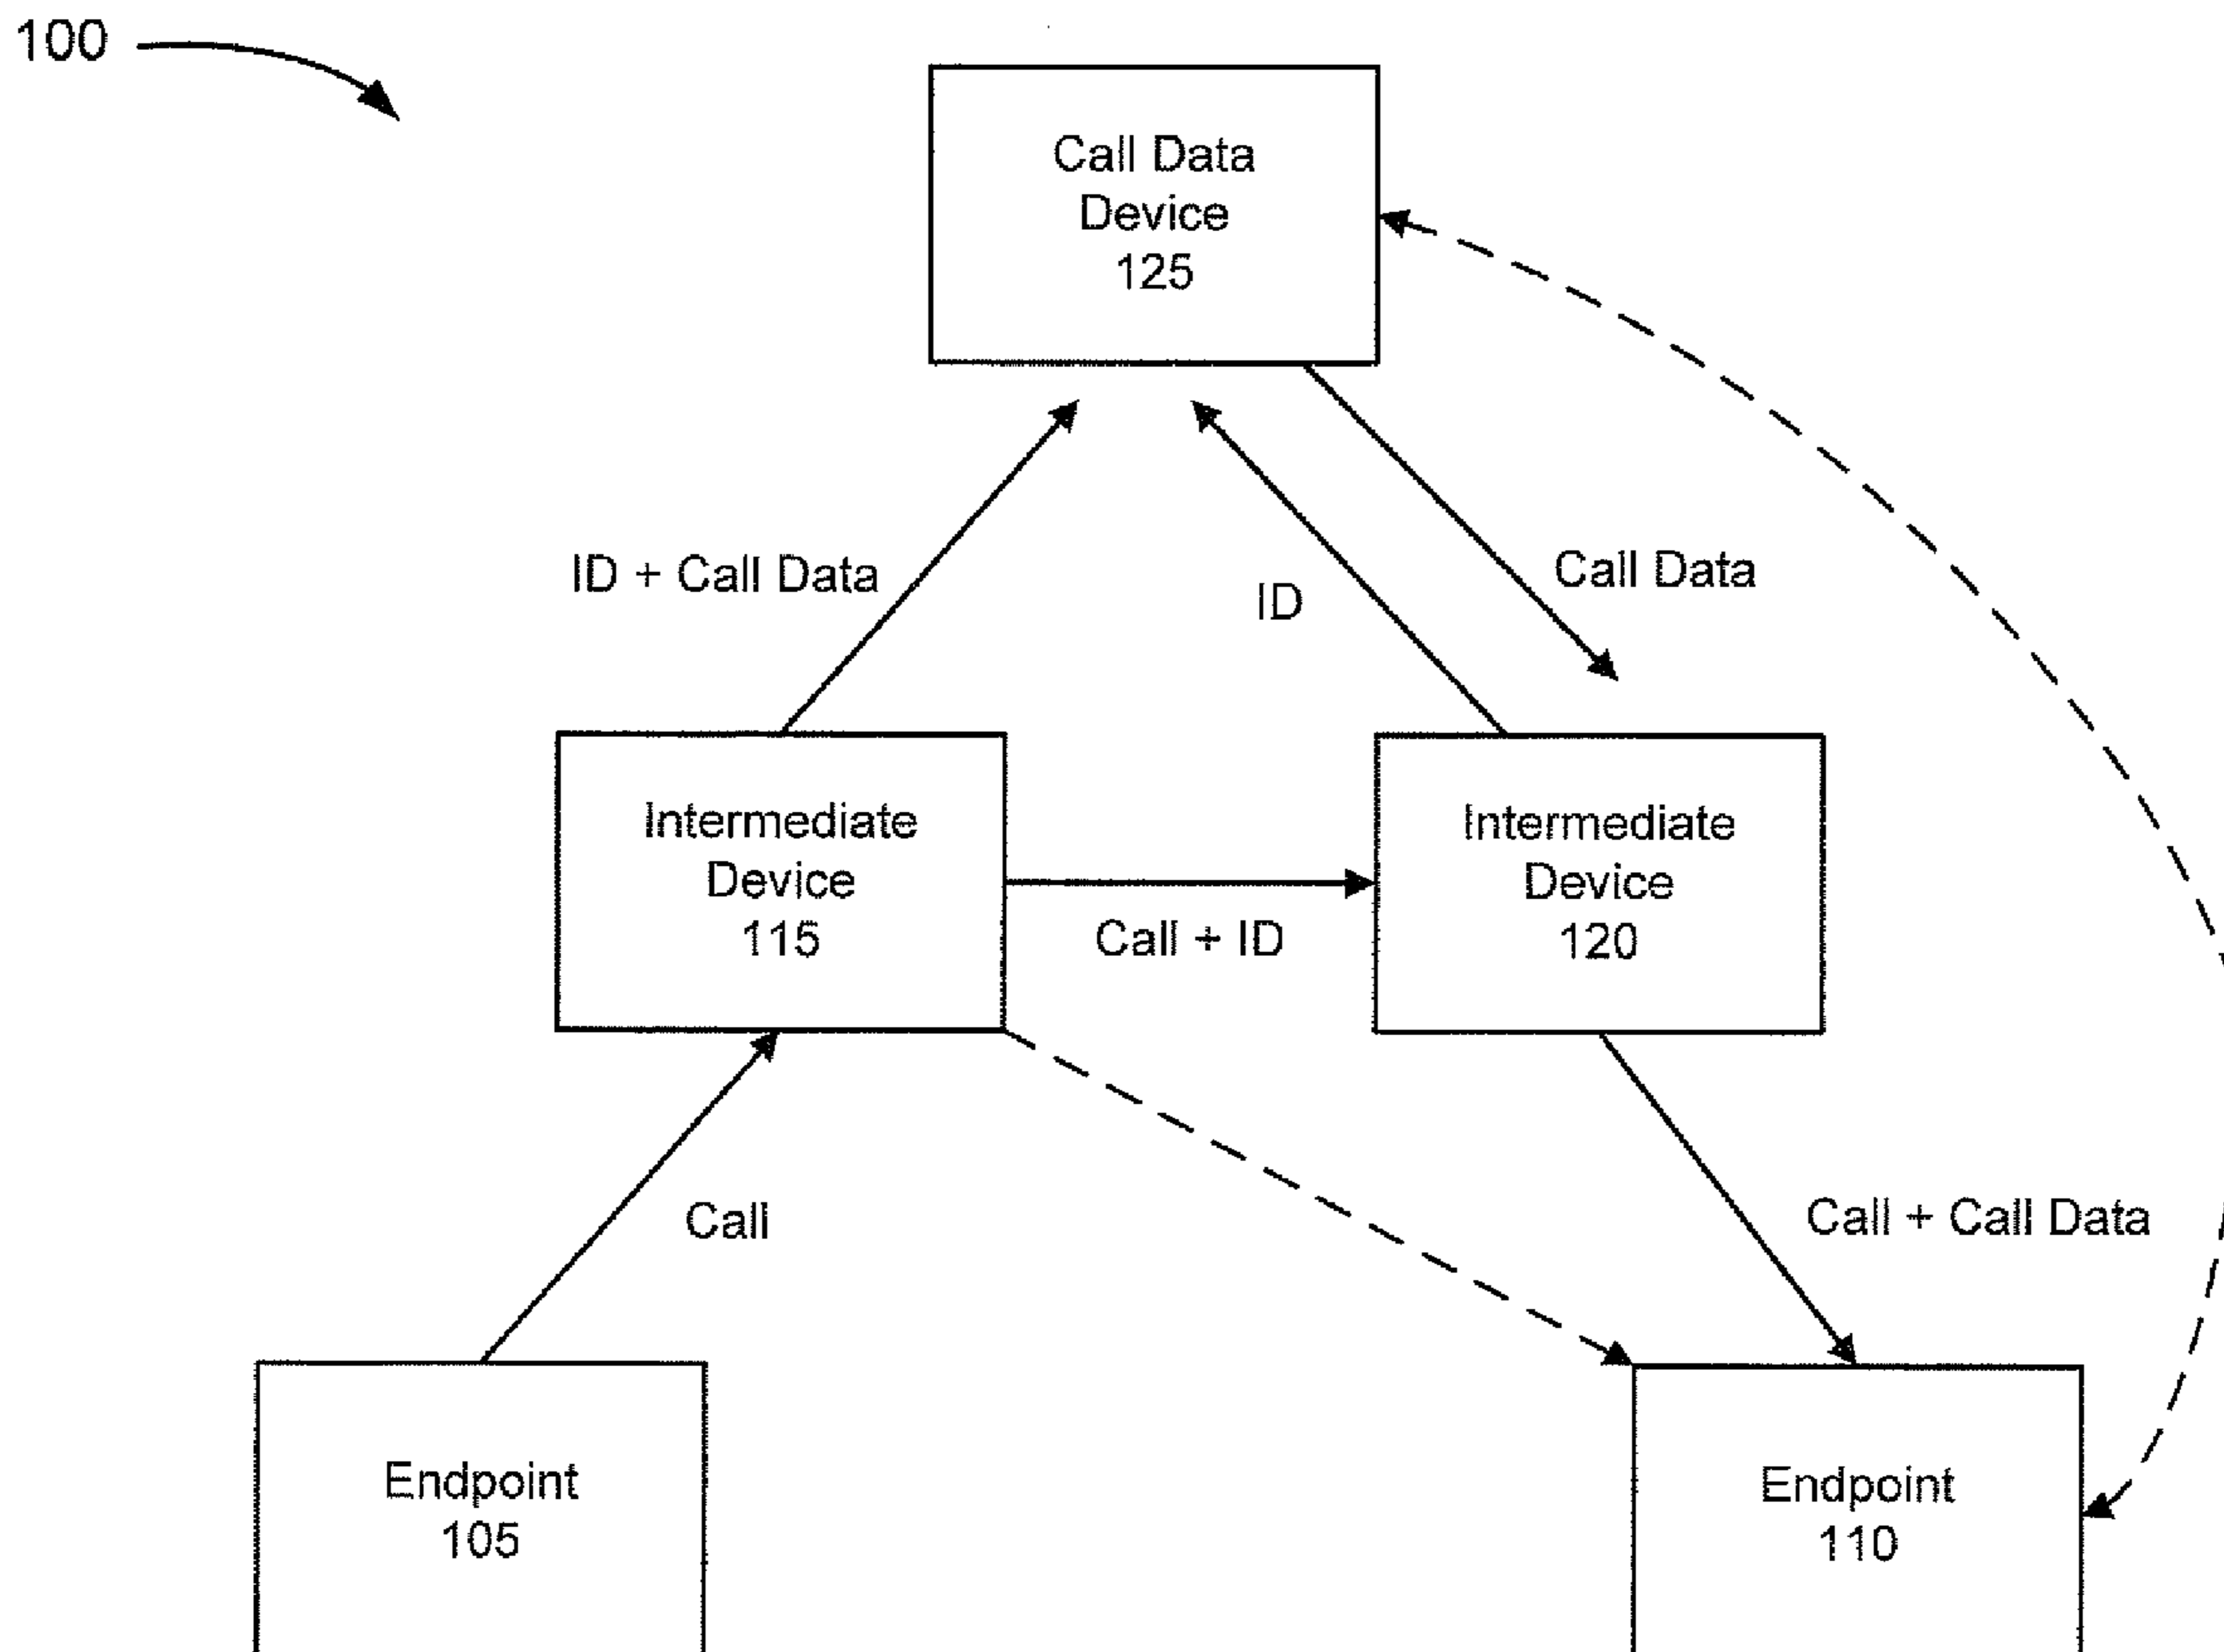 100
Call Data
Device
125
ID + Call Data
ID
Call Data
Intermediate
Device
115
Call + ID
Intermediate
Device
120
Call
Call + Call Data
Endpoint
105
Endpoint
110